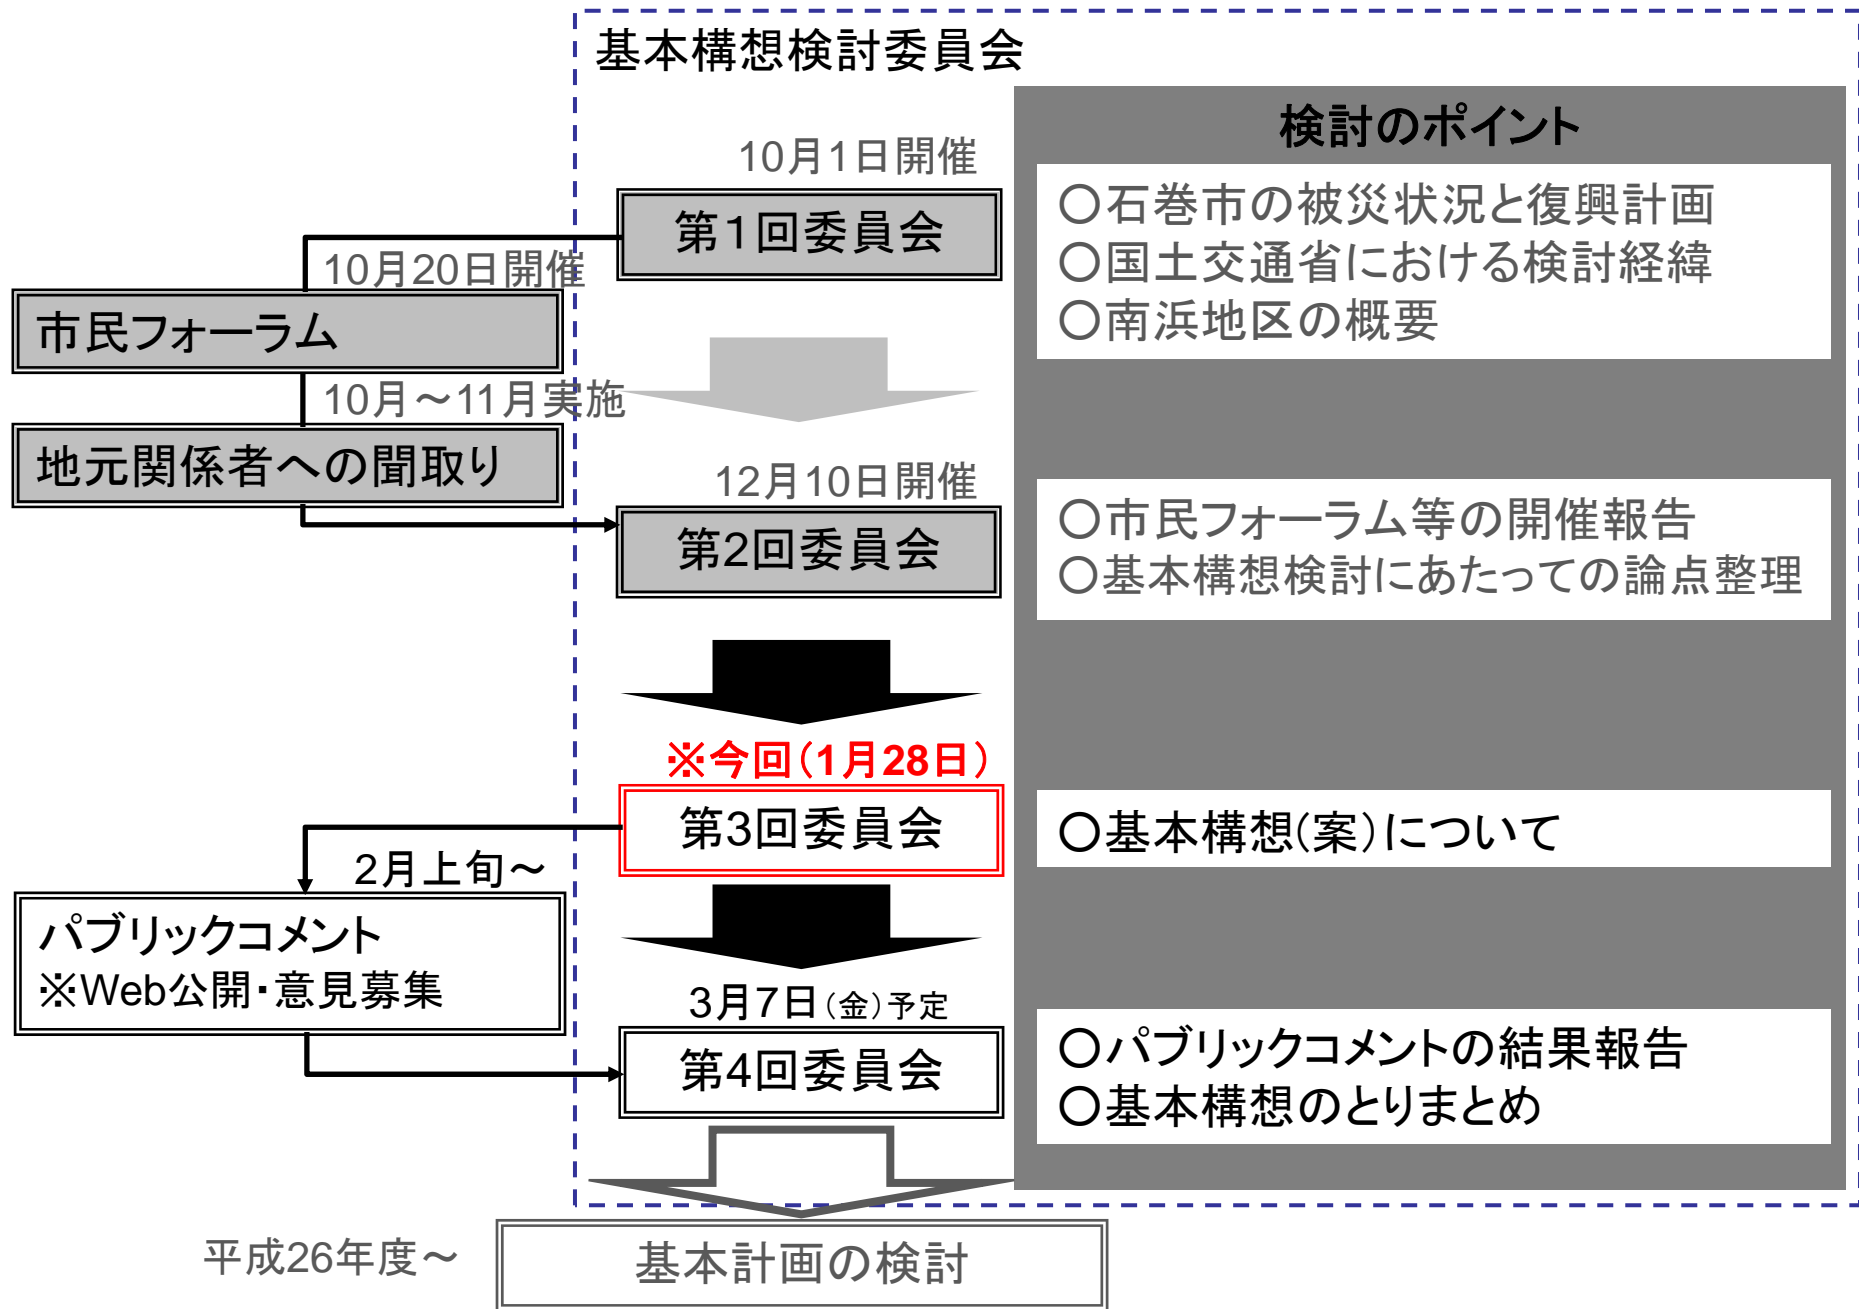 基本構想検討委員会
検討のポイント
10月1日開催
第1回委員会
○石巻市の被災状況と復興計画
○国土交通省における検討経緯
○南浜地区の概要
10月20日開催
市民フォーラム
10月～11月実施
地元関係者への聞取り
12月10日開催
第2回委員会
○市民フォーラム等の開催報告
○基本構想検討にあたっての論点整理
※今回（1月28日）
第3回委員会
○基本構想(案）について
2月上旬～
パブリックコメント
※Web公開・意見募集
3月7日（金）予定
第4回委員会
○パブリックコメントの結果報告
○基本構想のとりまとめ
平成26年度～
基本計画の検討